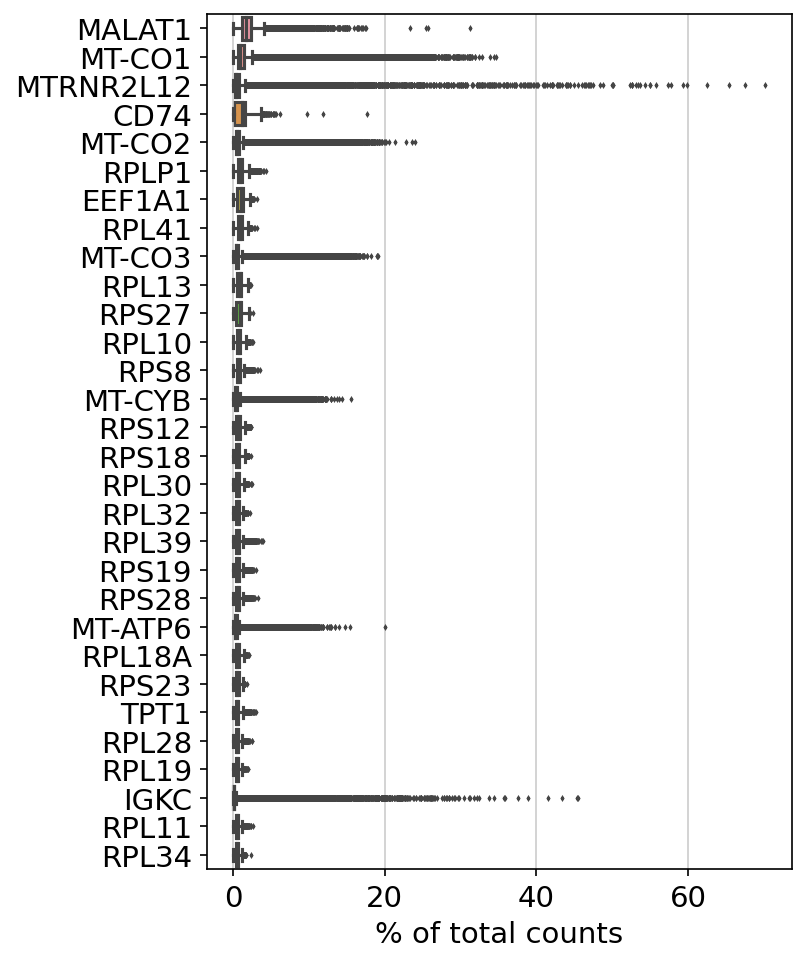 MALAT1
MT-CO1
MTRNR2L12
CD74
MT-CO2
RPLP1
EEF1A1
RPL41
MT-CO3
RPL13
RPS27
RPL10
RPS8
MT-CYB
RPS12
RPS18
RPL30
RPL32
RPL39
RPS19
RPS28
MT-ATP6
RPL18A
RPS23
TPT1
RPL28
RPL19
IGKC
RPL11
RPL34
0 20 40 60
% of total counts